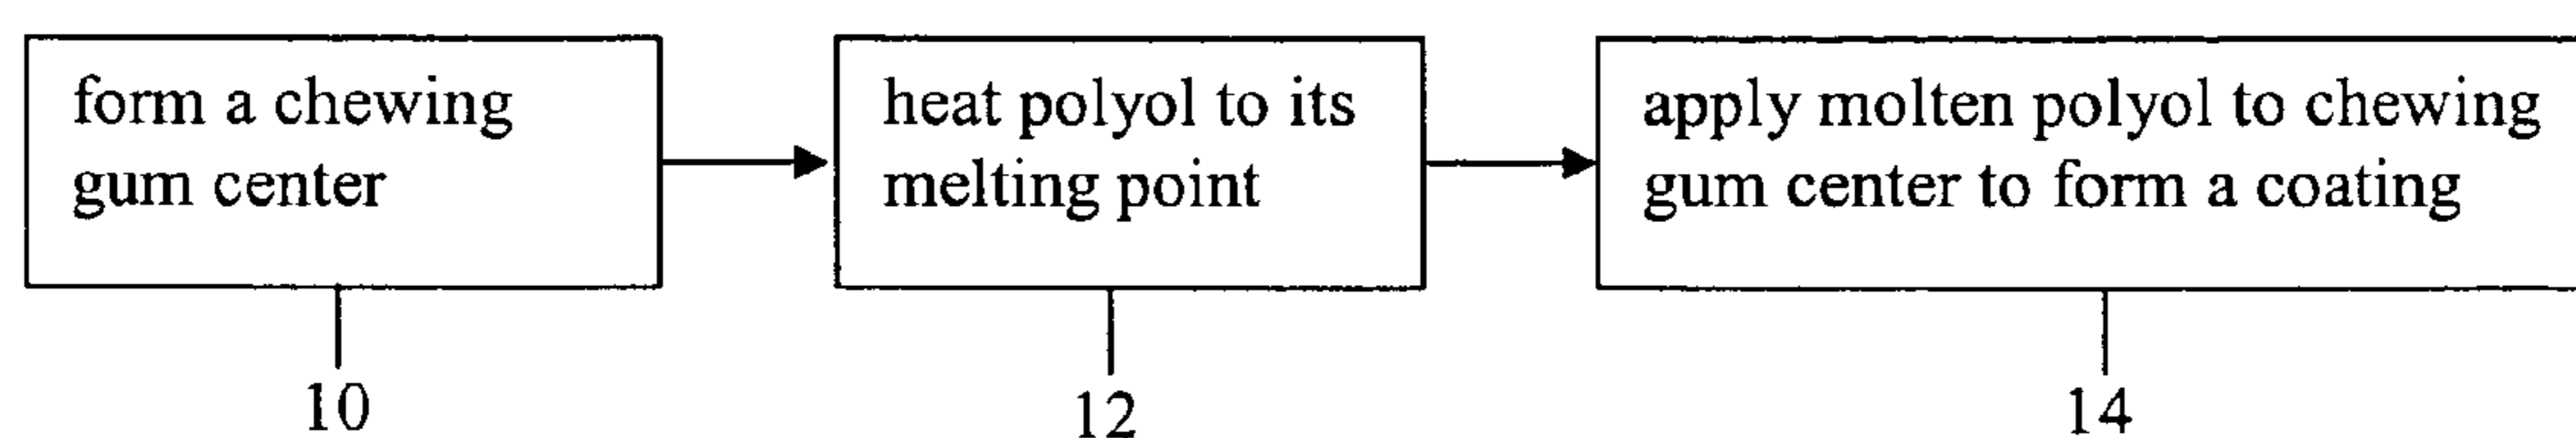 form a chewing
gum center
heat polyol to its
melting point
apply molten polyol to chewing
gum center to form a coating
10
12
14